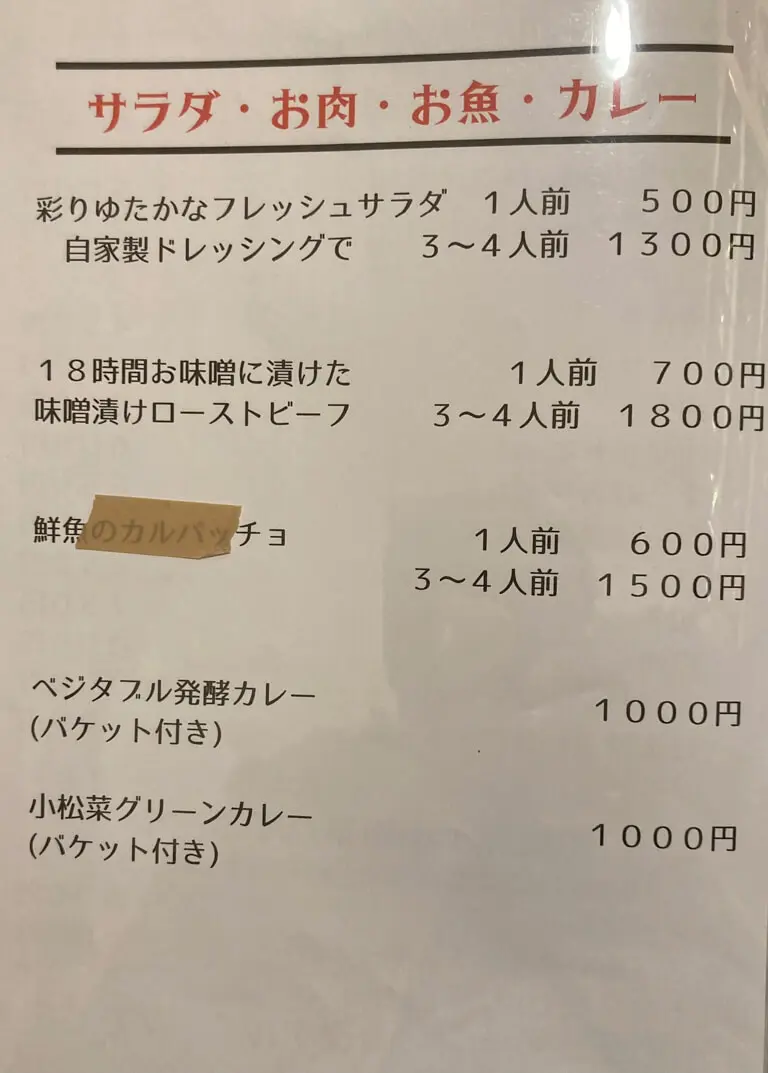 サラダ・お肉・お魚・カレー
彩りゆたかなフレッシュサラダ　１人前　５００円
自家製ドレッシングで　３～４人前　１３００円
１８時間お味噌に漬けた　１人前　７００円
味噌漬けローストビーフ　３～４人前　１８００円
鮮魚のカルパッチョ　１人前　６００円
３～４人前　１５００円
ベジタブル発酵カレー
(バケット付き)　１０００円
小松菜グリーンカレー
(バケット付き)　１０００円